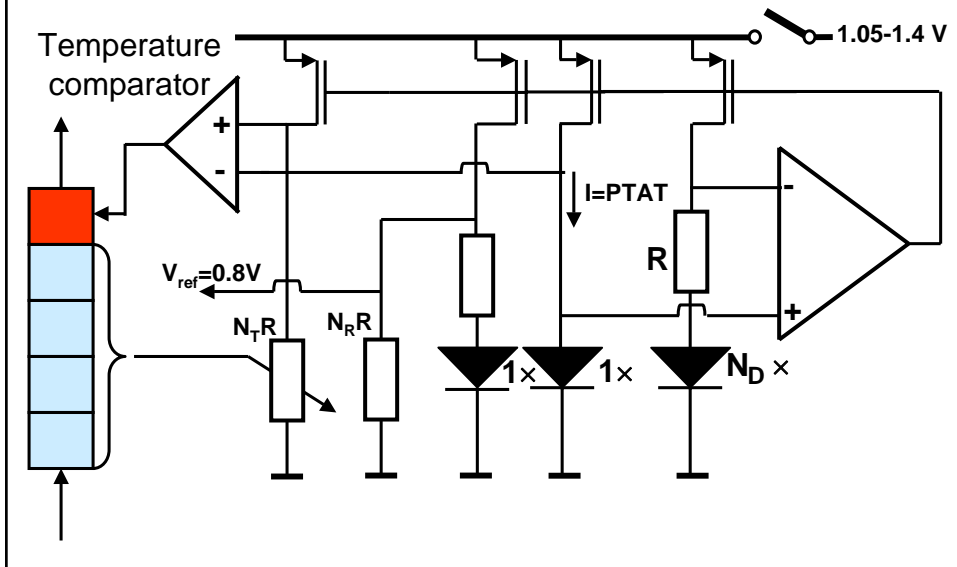 Temperature
comparator
1.05-1.4 V
+
-
I=PTAT
-
R
+
Vref=0.8V
NTR
NRR
1×
1×
ND ×